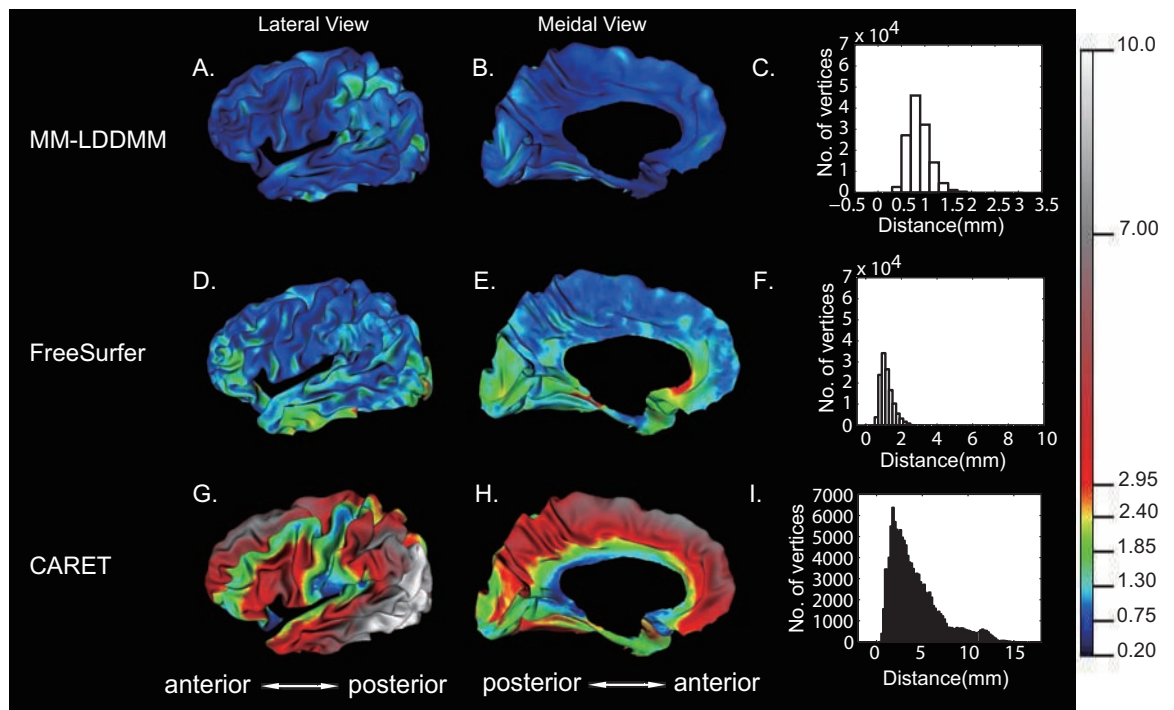 Lateral View
Meidal View
MM-LDDMM
A.
B.
C.
7 x 10⁴
7
6
5
4
3
2
1
0
No. of vertices
−0.5 0 0.5 1 1.5 2 2.5 3 3.5
Distance(mm)
FreeSurfer
D.
E.
F.
7 x 10⁴
6
5
4
3
2
1
0
No. of vertices
0 2 4 6 8 10
Distance(mm)
CARET
G.
H.
I.
7000
6000
5000
4000
3000
2000
1000
0
No. of vertices
0 5 10 15
Distance(mm)
anterior posterior
posterior anterior
10.0
7.00
2.95
2.40
1.85
1.30
0.75
0.20